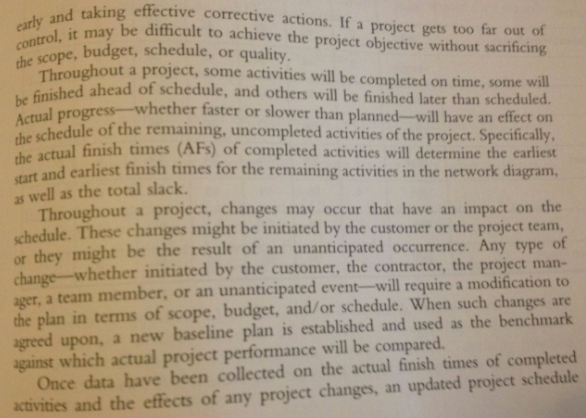 early and taking effective corrective actions. If a project gets too far out of
control, it may be difficult to achieve the project objective without sacrificing
the scope, budget, schedule, or quality.
Throughout a project, some activities will be completed on time, some will
be finished ahead of schedule, and others will be finished later than scheduled.
Actual progress—whether faster or slower than planned—will have an effect on
the schedule of the remaining, uncompleted activities of the project. Specifically,
the actual finish times (AFs) of completed activities will determine the earliest
start and earliest finish times for the remaining activities in the network diagram,
as well as the total slack.
Throughout a project, changes may occur that have an impact on the
schedule. These changes might be initiated by the customer or the project team,
or they might be the result of an unanticipated occurrence. Any type of
change—whether initiated by the customer, the contractor, the project man-
ager, a team member, or an unanticipated event—will require a modification to
the plan in terms of scope, budget, and/or schedule. When such changes are
agreed upon, a new baseline plan is established and used as the benchmark
against which actual project performance will be compared.
Once data have been collected on the actual finish times of completed
activities and the effects of any project changes, an updated project schedule